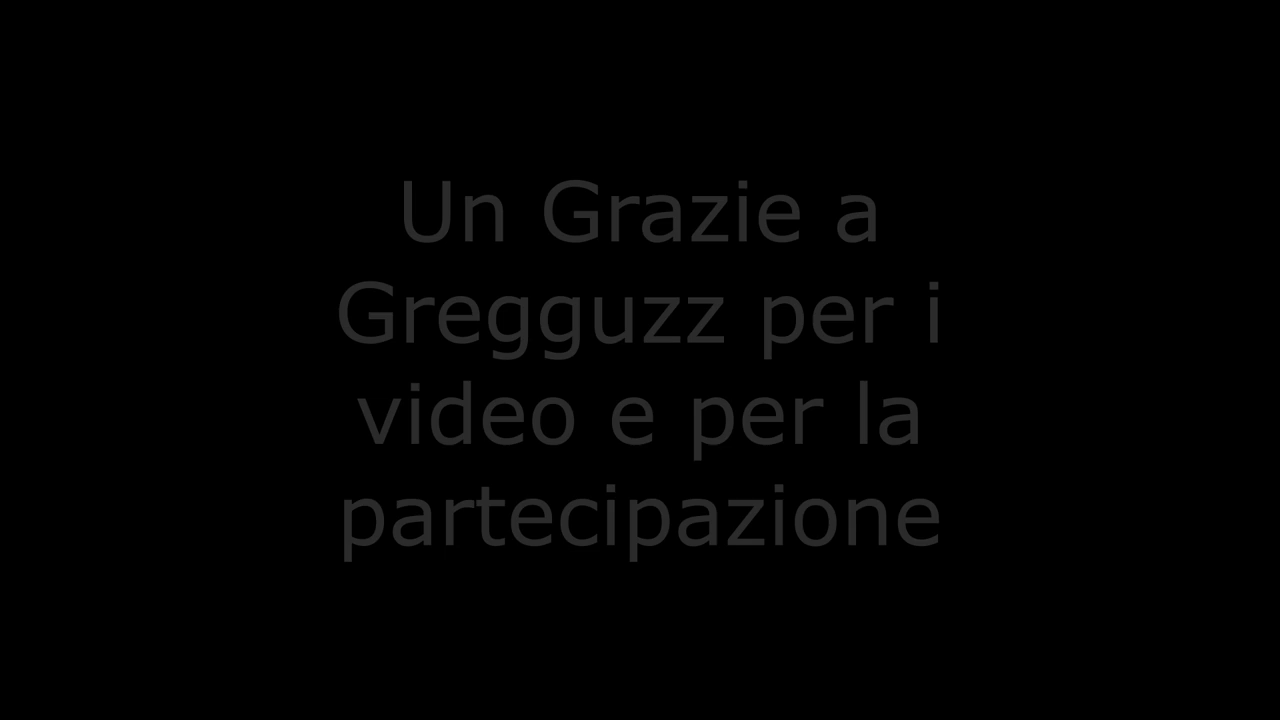 Un Grazie a
Gregguzz per i
video e per la
partecipazione